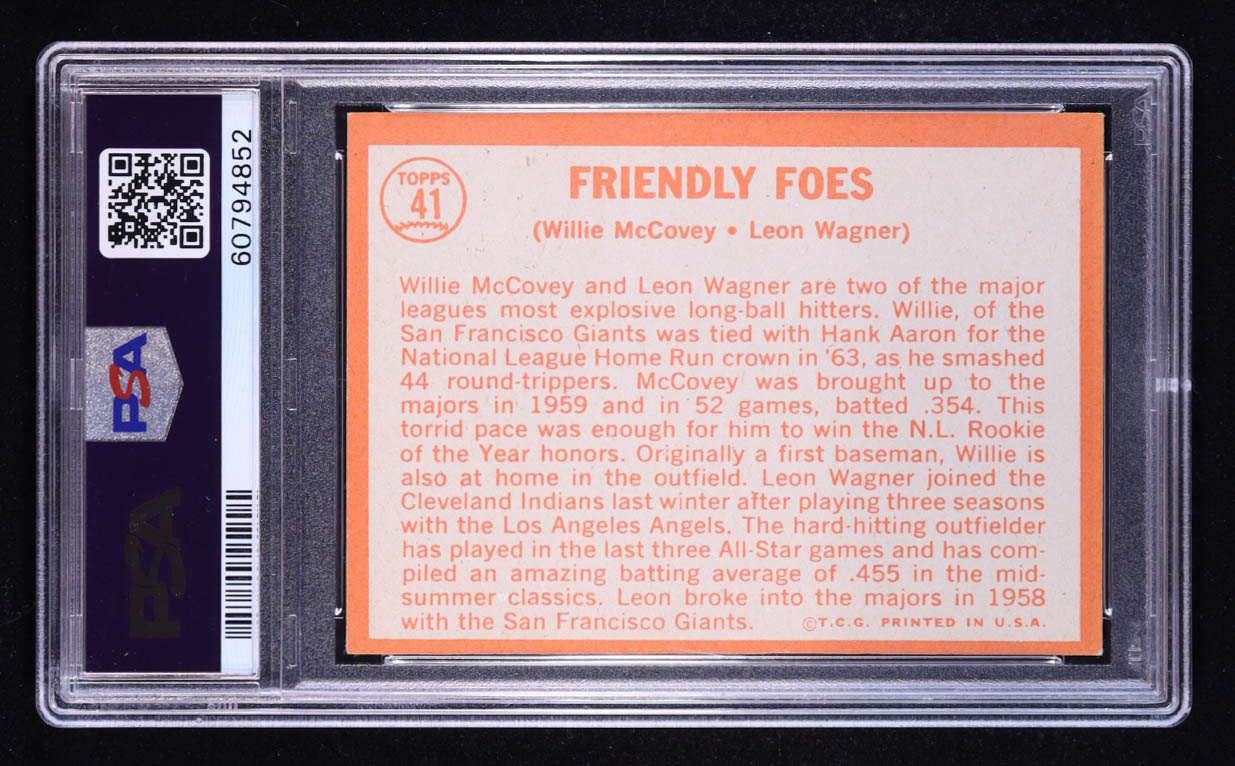 60794852
PSA
PSA
TOPPS
41
FRIENDLY FOES
(Willie McCovey • Leon Wagner)
Willie McCovey and Leon Wagner are two of the major
leagues most explosive long-ball hitters. Willie, of the
San Francisco Giants was tied with Hank Aaron for the
National League Home Run crown in '63, as he smashed
44 round-trippers. McCovey was brought up to the
majors in 1959 and in 52 games, batted .354. This
torrid pace was enough for him to win the N.L. Rookie
of the Year honors. Originally a first baseman, Willie is
also at home in the outfield. Leon Wagner joined the
Cleveland Indians last winter after playing three seasons
with the Los Angeles Angels. The hard-hitting outfielder
has played in the last three All-Star games and has com-
piled an amazing batting average of .455 in the mid-
summer classics. Leon broke into the majors in 1958
with the San Francisco Giants.
©T.C.G. PRINTED IN U.S.A.
PSA